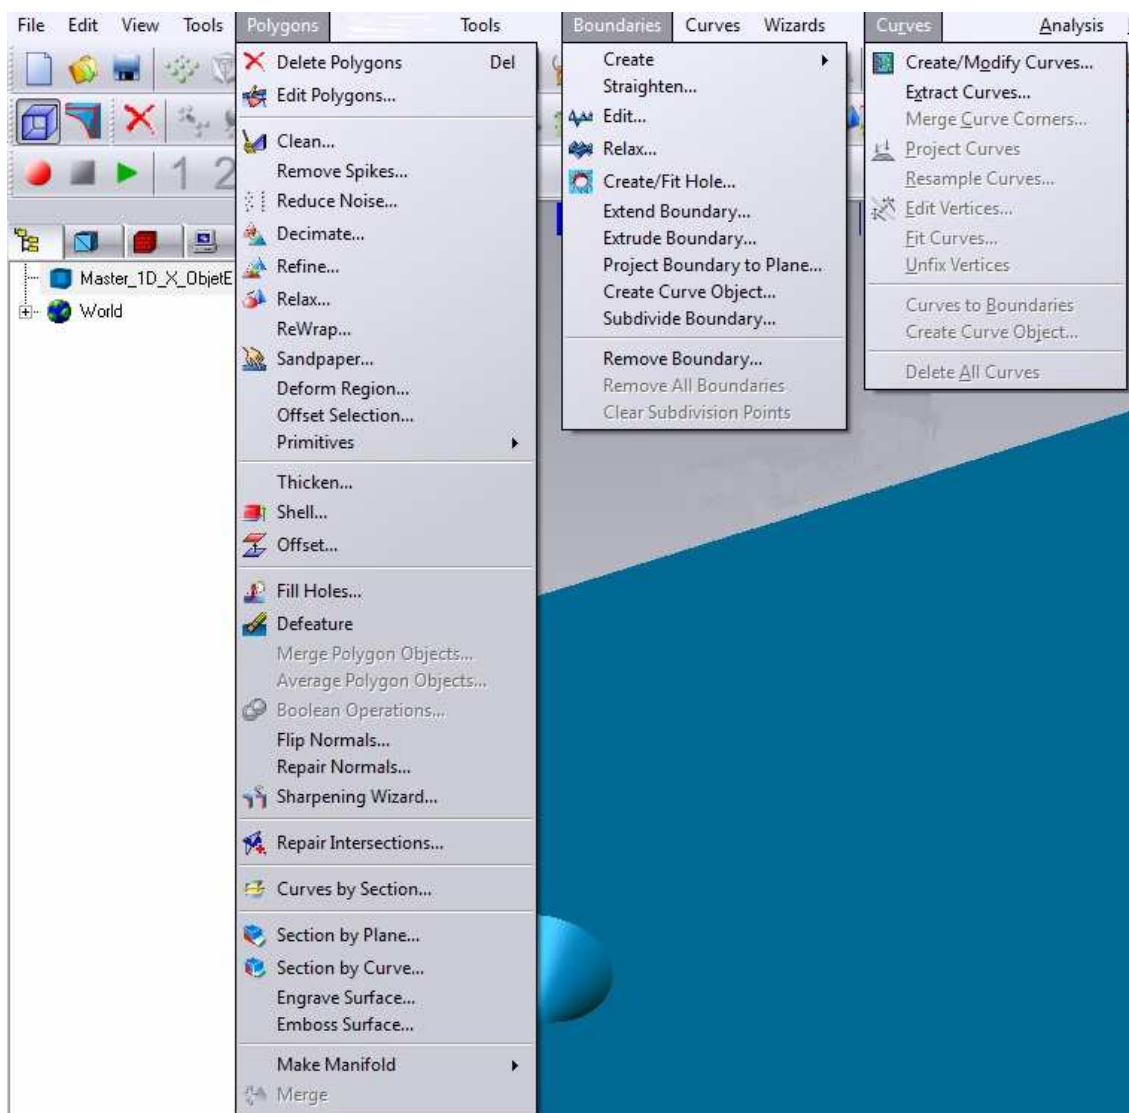 File Edit View Tools Polygons Tools Boundaries Curves Wizards Curves Analysis
Delete Polygons Del
Edit Polygons...
Clean...
Remove Spikes...
Reduce Noise...
Decimate...
Refine...
Relax...
ReWrap...
Sandpaper...
Deform Region...
Offset Selection...
Primitives
Thicken...
Shell...
Offset...
Fill Holes...
Defeature
Merge Polygon Objects...
Average Polygon Objects...
Boolean Operations...
Flip Normals...
Repair Normals...
Sharpening Wizard...
Repair Intersections...
Curves by Section...
Section by Plane...
Section by Curve...
Engrave Surface...
Emboss Surface...
Make Manifold
Merge
Create
Straighten...
Edit...
Relax...
Create/Fit Hole...
Extend Boundary...
Extrude Boundary...
Project Boundary to Plane...
Create Curve Object...
Subdivide Boundary...
Remove Boundary...
Remove All Boundaries
Clear Subdivision Points
Create/Modify Curves...
Extract Curves...
Merge Curve Corners...
Project Curves
Resample Curves...
Edit Vertices...
Fit Curves...
Unfix Vertices
Curves to Boundaries
Create Curve Object...
Delete All Curves
1 2
Master_1D_X_ObjetE
World